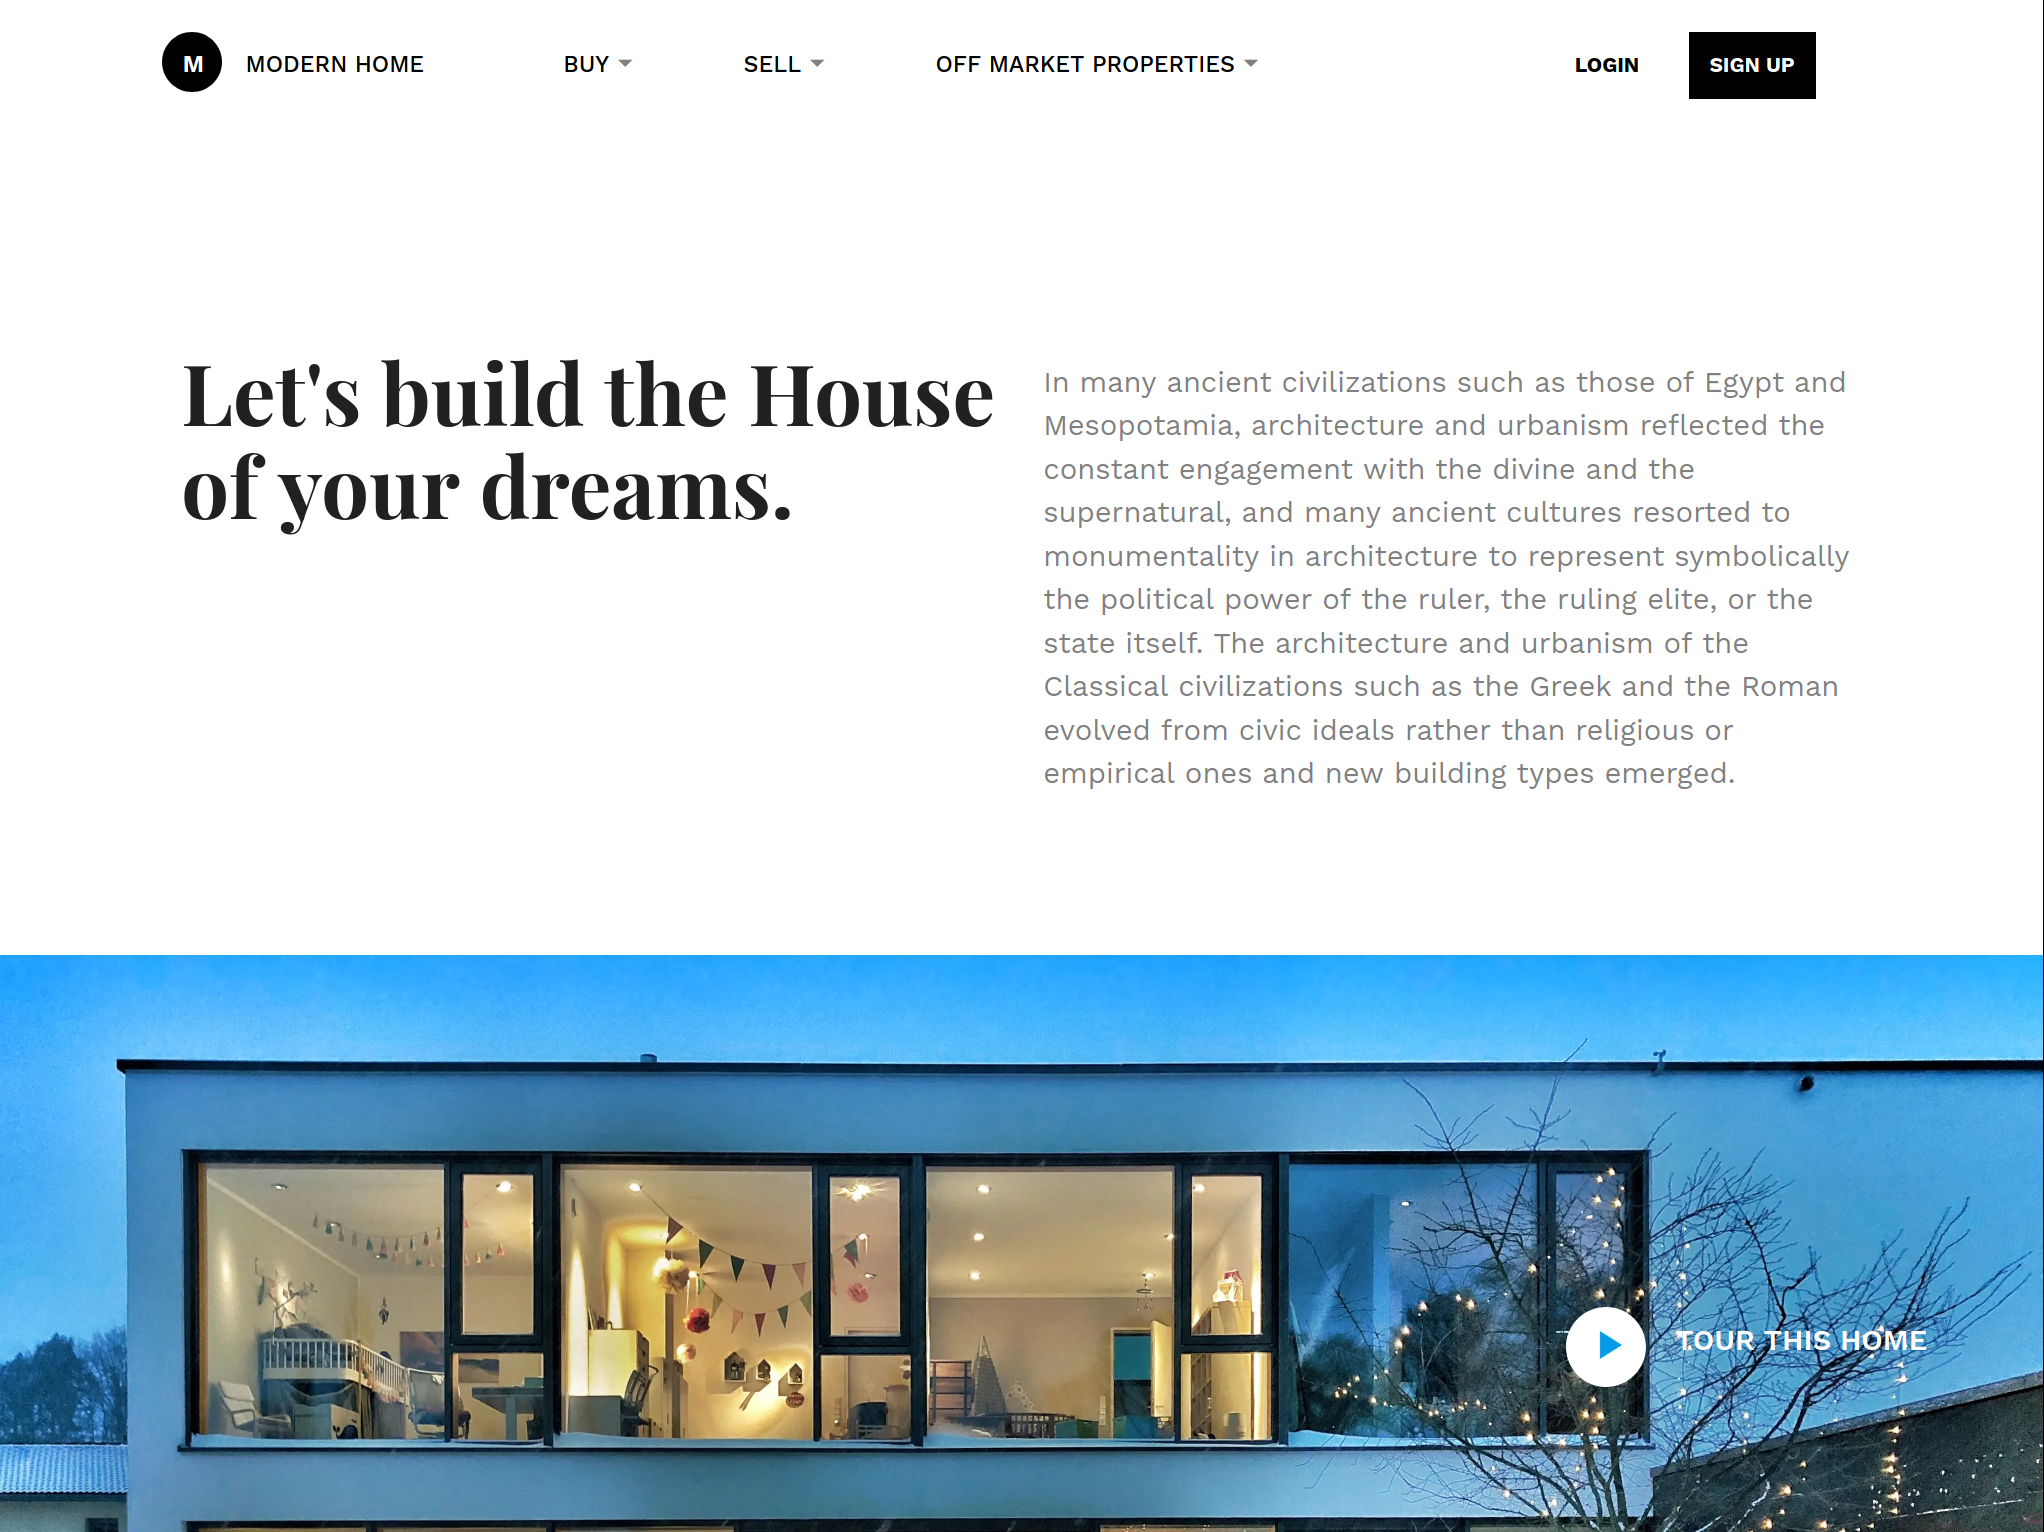 M MODERN HOME BUY SELL OFF MARKET PROPERTIES LOGIN SIGN UP
Let's build the House
of your dreams.
In many ancient civilizations such as those of Egypt and
Mesopotamia, architecture and urbanism reflected the
constant engagement with the divine and the
supernatural, and many ancient cultures resorted to
monumentality in architecture to represent symbolically
the political power of the ruler, the ruling elite, or the
state itself. The architecture and urbanism of the
Classical civilizations such as the Greek and the Roman
evolved from civic ideals rather than religious or
empirical ones and new building types emerged.
TOUR THIS HOME